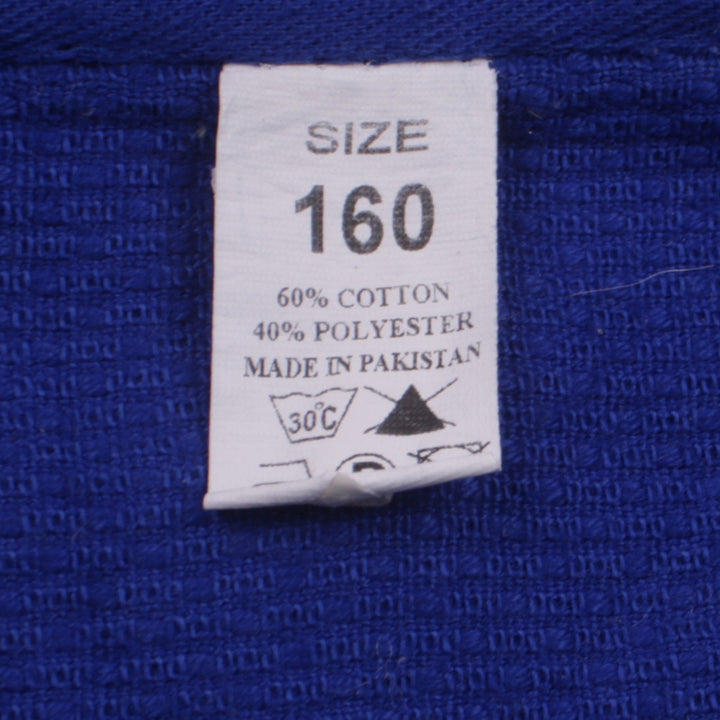 SIZE
160
60% COTTON
40% POLYESTER
MADE IN PAKISTAN
30°C